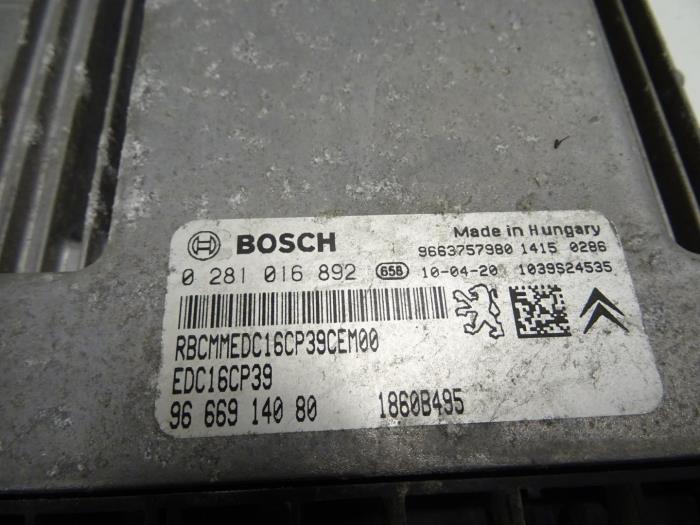 BOSCH Made in Hungary
9663757980 1415 0286
0 281 016 892 658 10-04-20 1039S24535
RBCMMEDC16CP39CEM00
EDC16CP39
96 669 140 80 1860B495